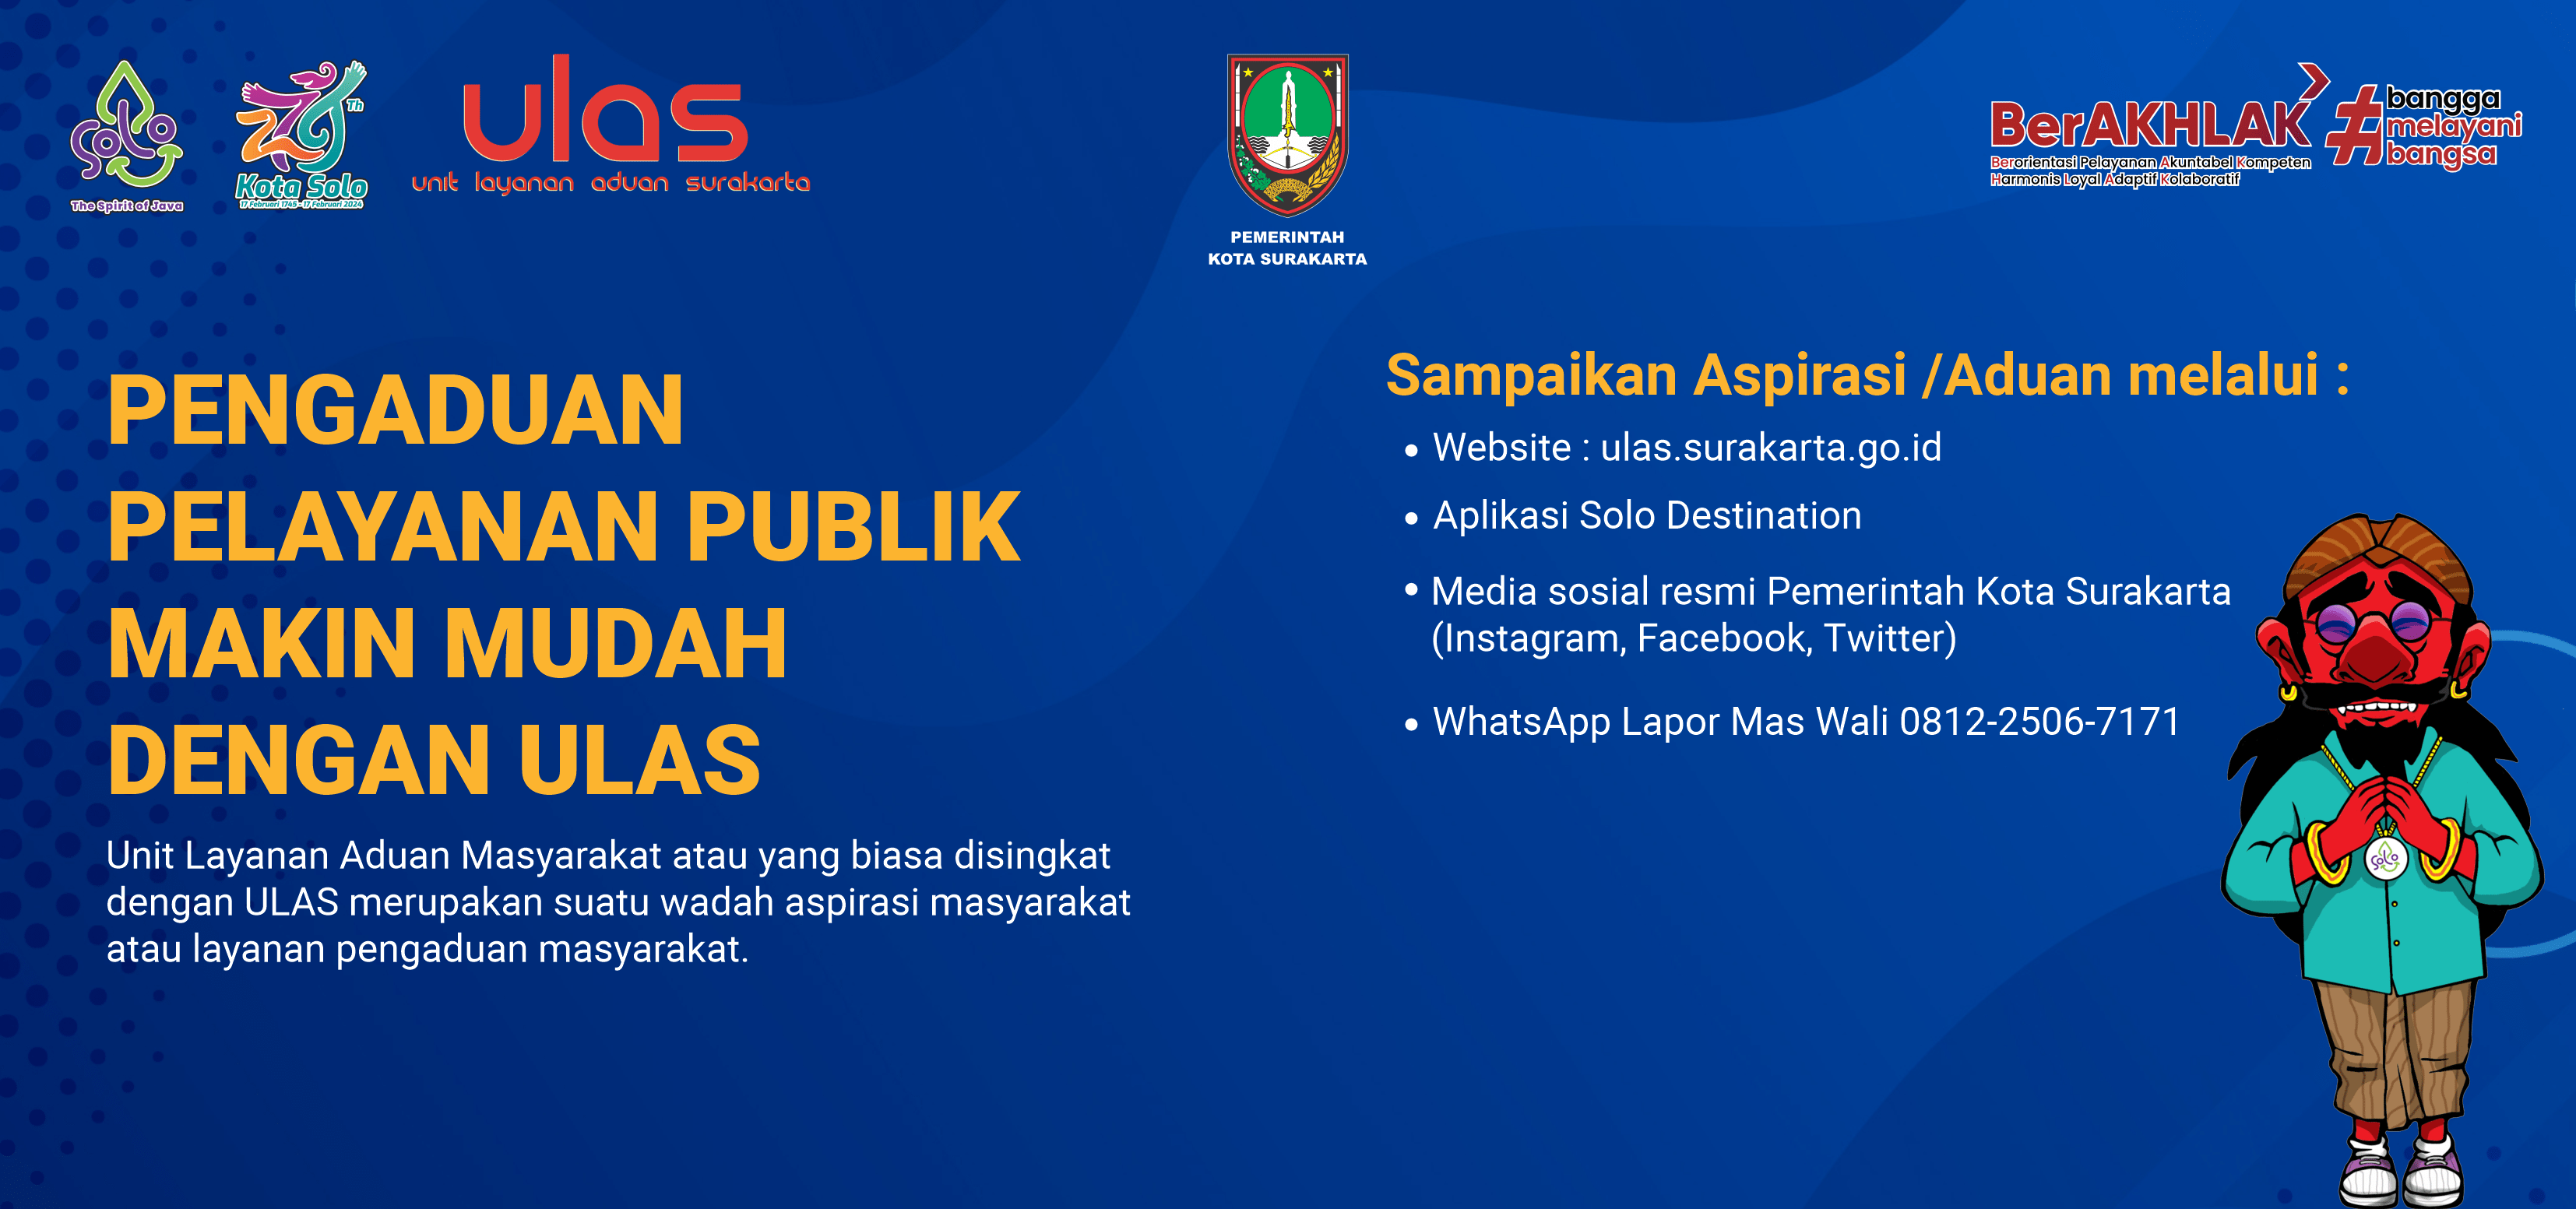 solo
The Spirit of Java
279Th
Kota Solo
17 Februari 1745 - 17 Februari 2024
ulas
unit layanan aduan surakarta
PEMERINTAH
KOTA SURAKARTA
BerAKHLAK
Berorientasi Pelayanan Akuntabel Kompeten
Harmonis Loyal Adaptif Kolaboratif
#bangga
melayani
bangsa
PENGADUAN
PELAYANAN PUBLIK
MAKIN MUDAH
DENGAN ULAS
Unit Layanan Aduan Masyarakat atau yang biasa disingkat
dengan ULAS merupakan suatu wadah aspirasi masyarakat
atau layanan pengaduan masyarakat.
Sampaikan Aspirasi /Aduan melalui :
• Website : ulas.surakarta.go.id
• Aplikasi Solo Destination
• Media sosial resmi Pemerintah Kota Surakarta
(Instagram, Facebook, Twitter)
• WhatsApp Lapor Mas Wali 0812-2506-7171
solo